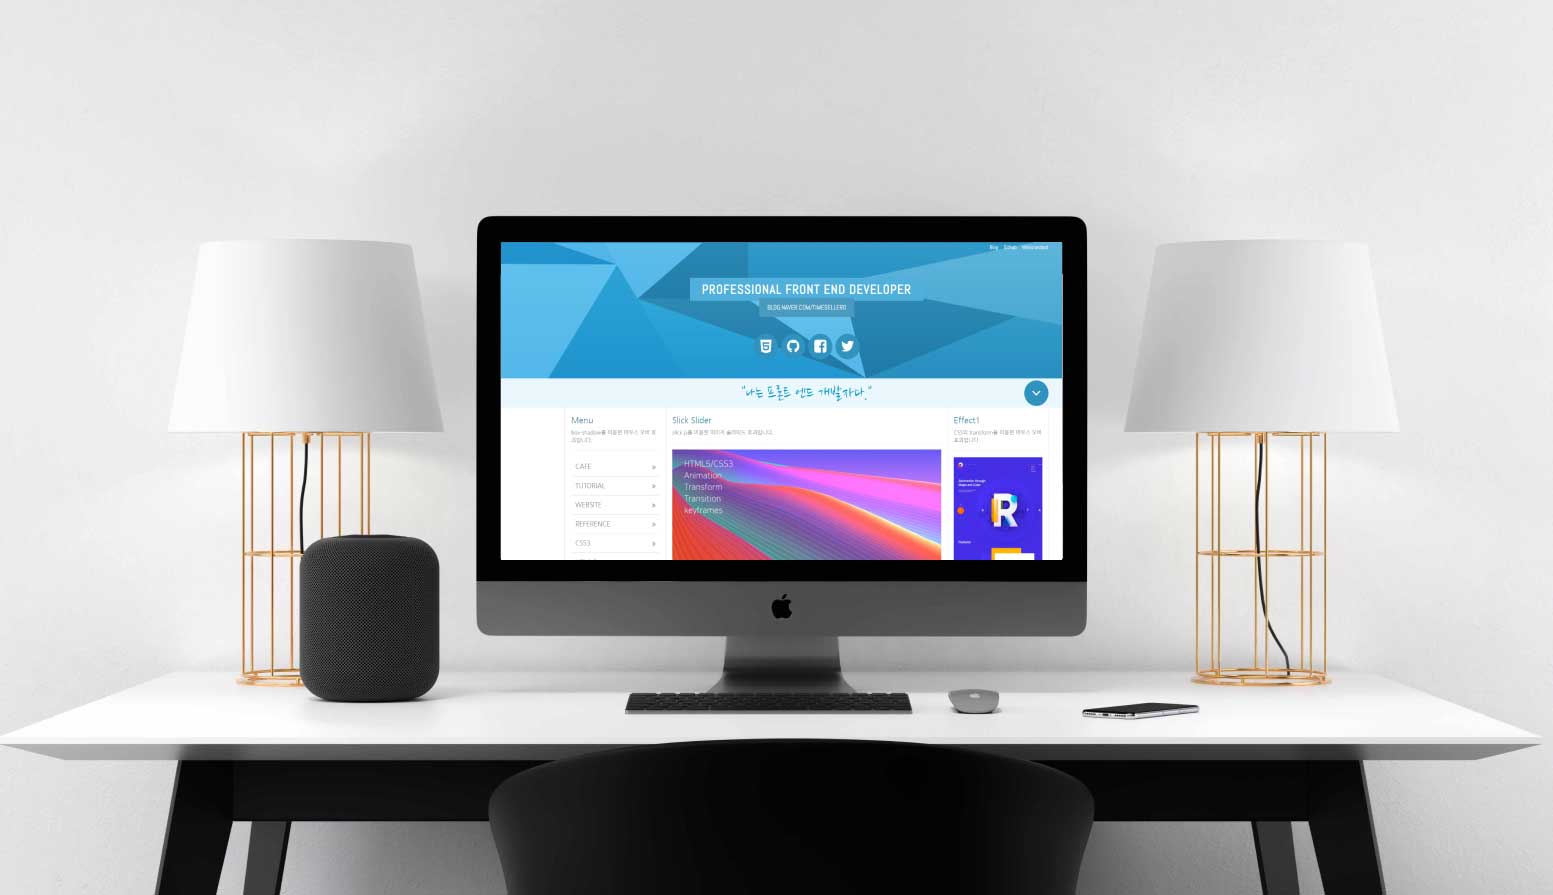 Blog
PROFESSIONAL FRONT END DEVELOPER
BLOG.NAVER.COM/TIMESELLER0
"나는 프론트 엔드 개발자다."
Menu
box-shadow를 이용한 마우스 오버 효
과입니다.
CAFE
TUTORIAL
WEBSITE
REFERENCE
CSS3
Slick Slider
slick.js를 이용한 이미지 슬라이드 효과입니다.
HTML5/CSS3
Animation
Transform
Transition
keyframes
Effect1
CSS의 transform을 이용한 마우스 오버
효과입니다.
R
Features